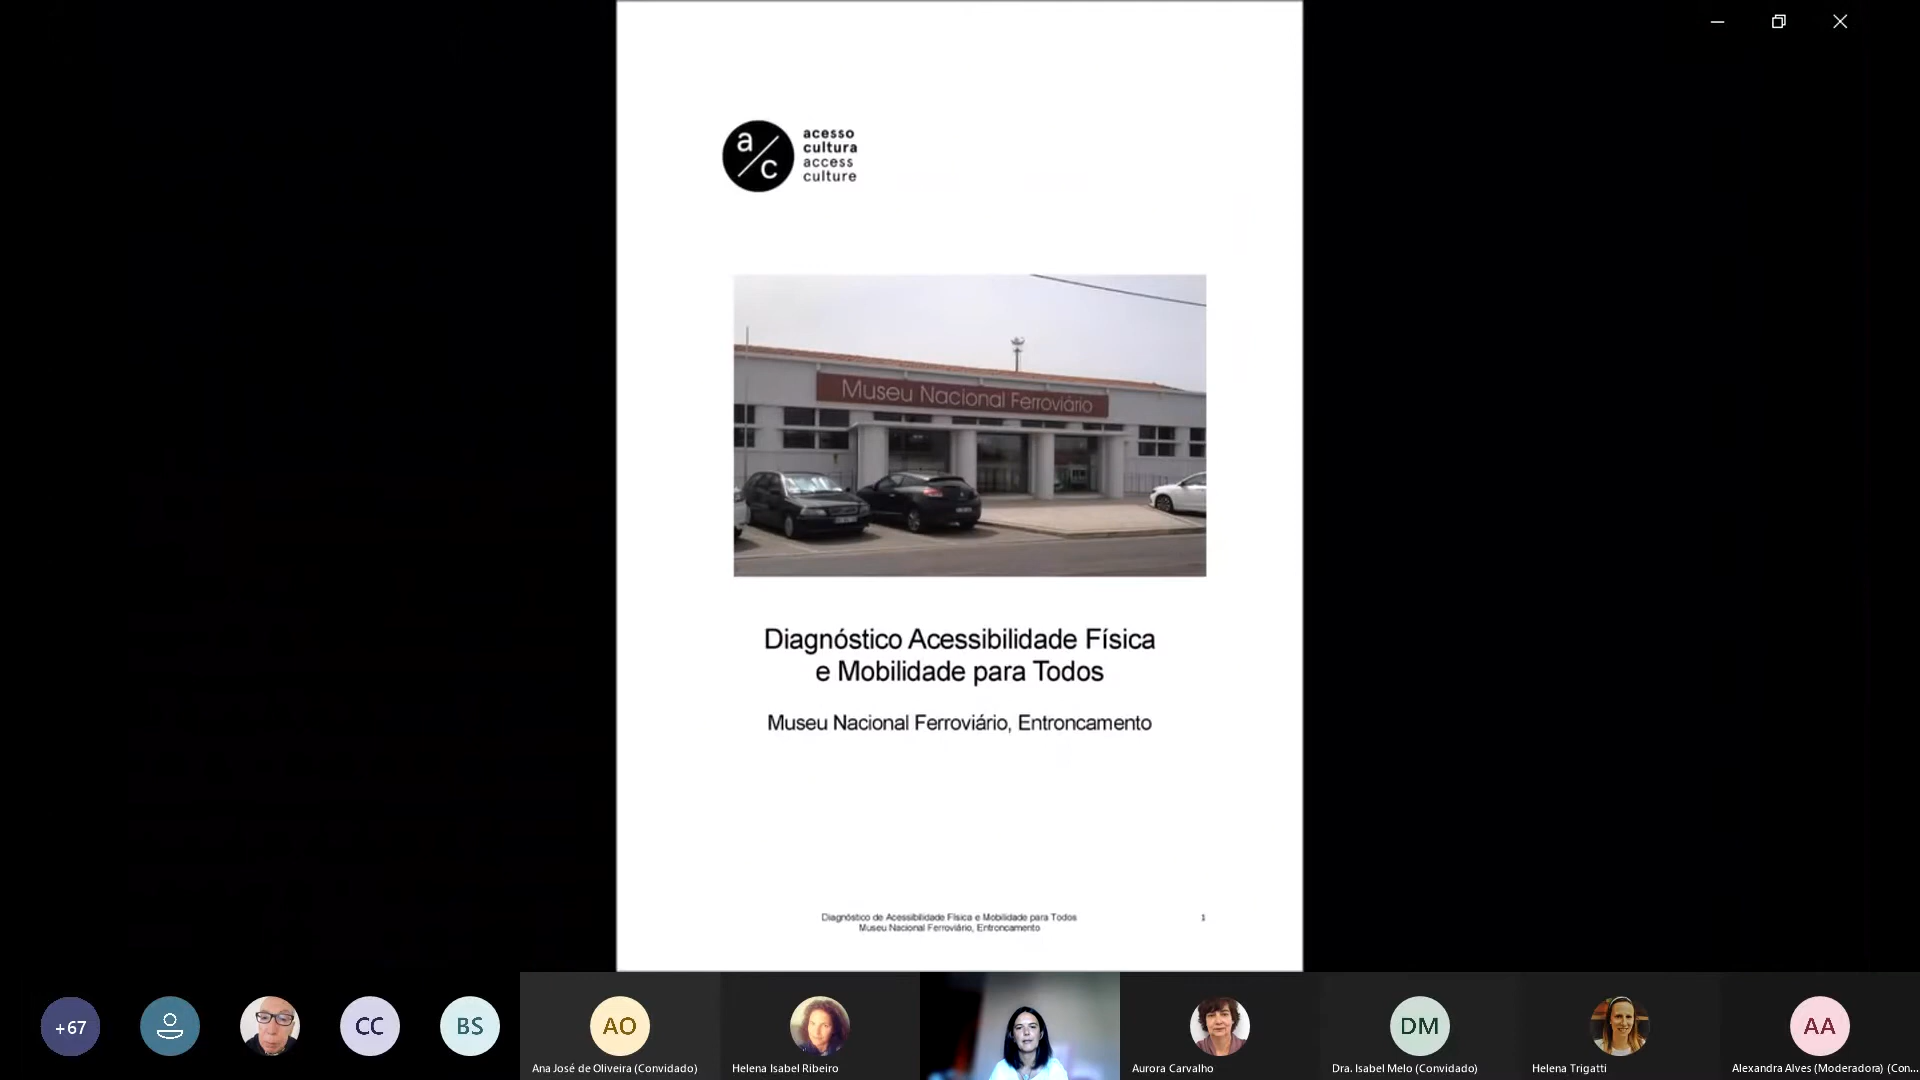 a/c
acesso
cultura
access
culture
Museu Nacional Ferroviário
Diagnóstico Acessibilidade Física
e Mobilidade para Todos
Museu Nacional Ferroviário, Entroncamento
Diagnóstico de Acessibilidade Física e Mobilidade para Todos
Museu Nacional Ferroviário, Entroncamento
1
+67
CC
BS
AO
DM
AA
Ana José de Oliveira (Convidado)
Helena Isabel Ribeiro
Aurora Carvalho
Dra. Isabel Melo (Convidado)
Helena Trigatti
Alexandra Alves (Moderadora) (Con...